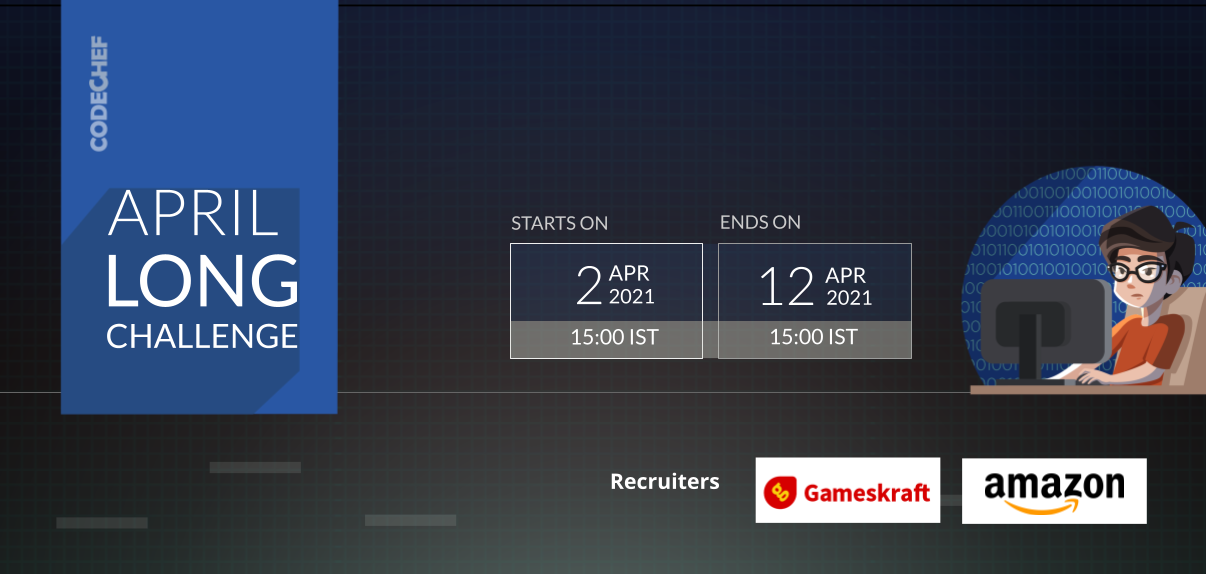 CODECHEF
APRIL
LONG
CHALLENGE
STARTS ON
2 APR 2021
15:00 IST
ENDS ON
12 APR 2021
15:00 IST
Recruiters
Gameskraft
amazon